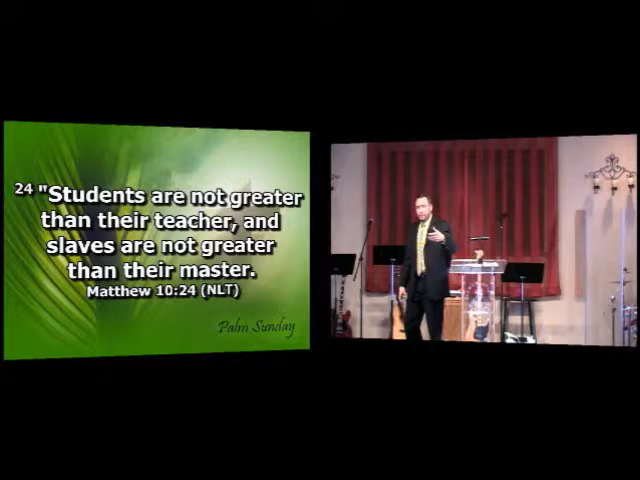 24 "Students are not greater
than their teacher, and
slaves are not greater
than their master.
Matthew 10:24 (NLT)
Palm Sunday